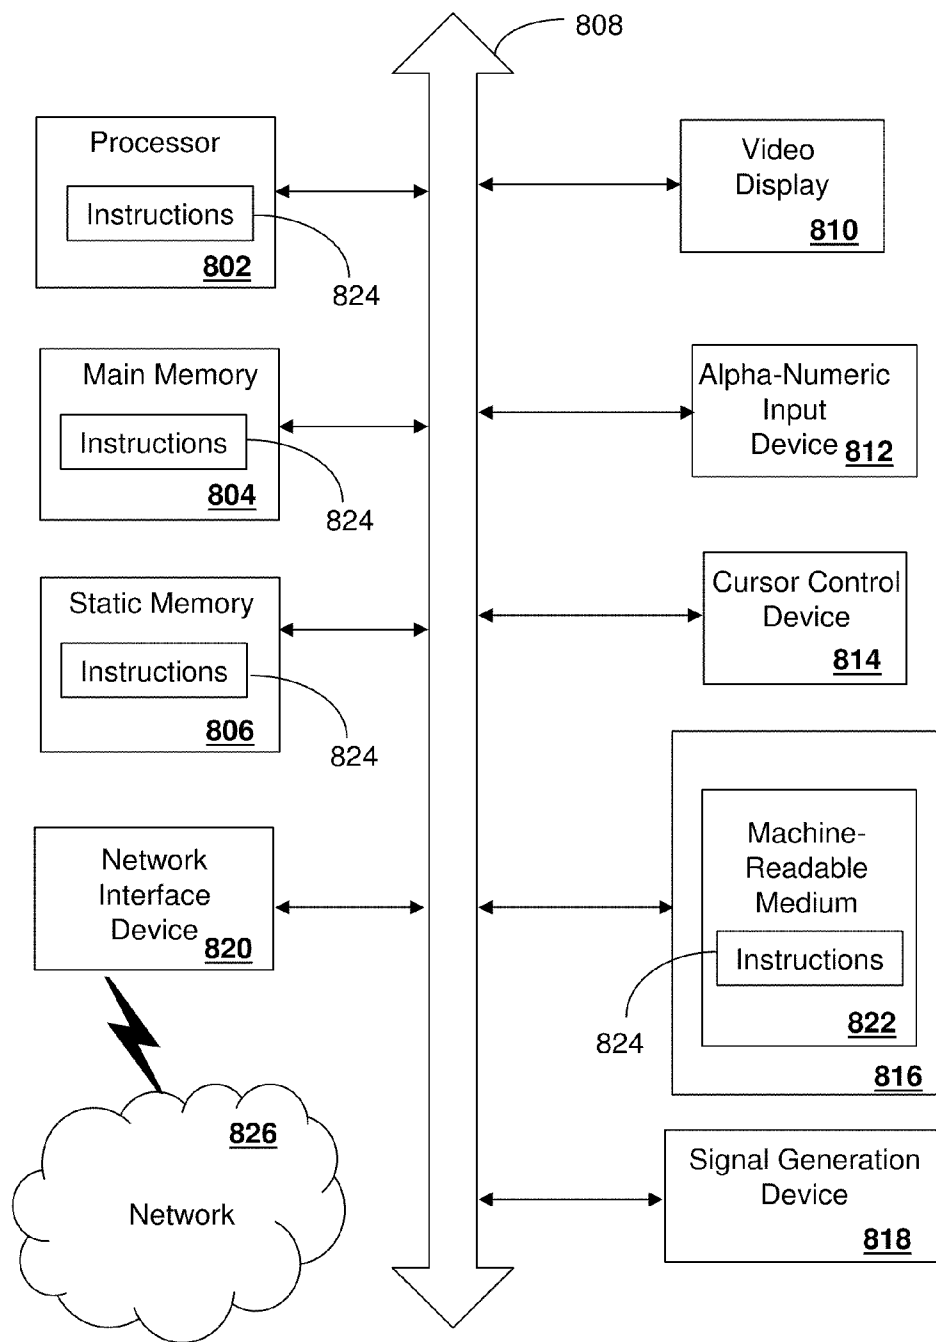 808
Processor
Instructions
802
824
Main Memory
Instructions
804
824
Static Memory
Instructions
806
824
Network
Interface
Device
820
826
Network
Video
Display
810
Alpha-Numeric
Input
Device
812
Cursor Control
Device
814
Machine-
Readable
Medium
Instructions
822
824
816
Signal Generation
Device
818